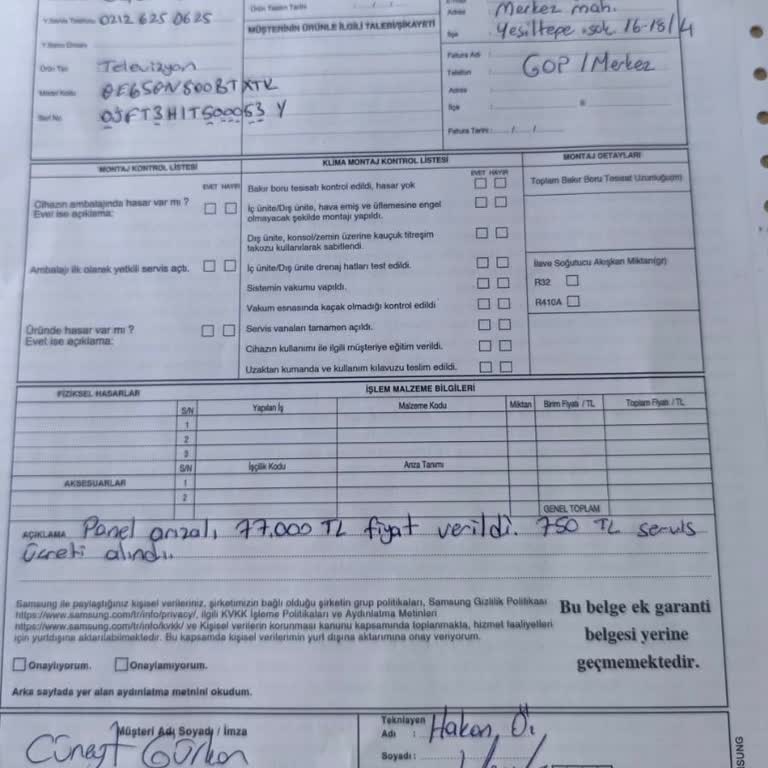 Y.Servis Telefonu 0212 625 0625
Ürün Tanım Tarihi / /
Adres Merkez mah.
MÜŞTERİNİN ÜRÜNLE İLGİLİ TALEBİ/ŞİKAYETİ
İlçe Yeşiltepe sok. 16-18/4
Ürün Tipi Televizyon
Fatura Adı
Telefon GOP/Merkez
Model Kodu
Adres
Seri No 0JFT3HIT500053 Y
İlçe
Fatura Tarihi : / /
MONTAJ KONTROL LİSTESİ
KLİMA MONTAJ KONTROL LİSTESİ
MONTAJ DETAYLARI
EVET HAYIR
EVET HAYIR
Cihazın ambalajında hasar var mı ?
Evet ise açıklama:
Bakır boru tesisatı kontrol edildi, hasar yok
Toplam Bakır Boru Tesisat Uzunluğu(m)
İç ünite/Dış ünite, hava emiş ve üflemesine engel
olmayacak şekilde montajı yapıldı.
Dış ünite, konsol/zemin üzerine kauçuk titreşim
takozu kullanılarak sabitlendi.
Ambalajı ilk olarak yetkili servis açtı.
İç ünite/Dış ünite drenaj hatları test edildi.
İlave Soğutucu Akışkan Miktarı(gr)
Sistemin vakumu yapıldı.
R32
Vakum esnasında kaçak olmadığı kontrol edildi
R410A
Üründe hasar var mı ?
Evet ise açıklama:
Servis vanaları tamamen açıldı.
Cihazın kullanımı ile ilgili müşteriye eğitim verildi.
Uzaktan kumanda ve kullanım kılavuzu teslim edildi.
FİZİKSEL HASARLAR
İŞLEM MALZEME BİLGİLERİ
S/N Yapılan İş Malzeme Kodu Miktarı Birim Fiyatı / TL Toplam Fiyatı / TL
1
2
3
S/N İşçilik Kodu Arıza Tanımı
AKSESUARLAR 1
2
GENEL TOPLAM
AÇIKLAMA Panel arızalı, 77.000 TL fiyat verildi. 750 TL servis
ücreti alındı.
Samsung ile paylaştığınız kişisel verileriniz, şirketimizin bağlı olduğu şirketin grup politikaları, Samsung Gizlilik Politikası
https://www.samsung.com/tr/info/privacy/, ilgili KVKK İşleme Politikaları ve Aydınlatma Metinleri
https://www.samsung.com/tr/info/kvkk/ ve Kişisel verilerin korunması kanunu kapsamında toplanmakta, hizmet faaliyetleri
için yurtdışına aktarılabilmektedir. Bu kapsamda kişisel verilerimin yurt dışına aktarımına onay veriyorum.
Bu belge ek garanti
belgesi yerine
geçmemektedir.
Onaylıyorum. Onaylamıyorum.
Arka sayfada yer alan aydınlatma metnini okudum.
Müşteri Adı Soyadı / İmza
Cüneyt Gürkan
Teknisyen
Adı : Hakan, Ö.
Soyadı :